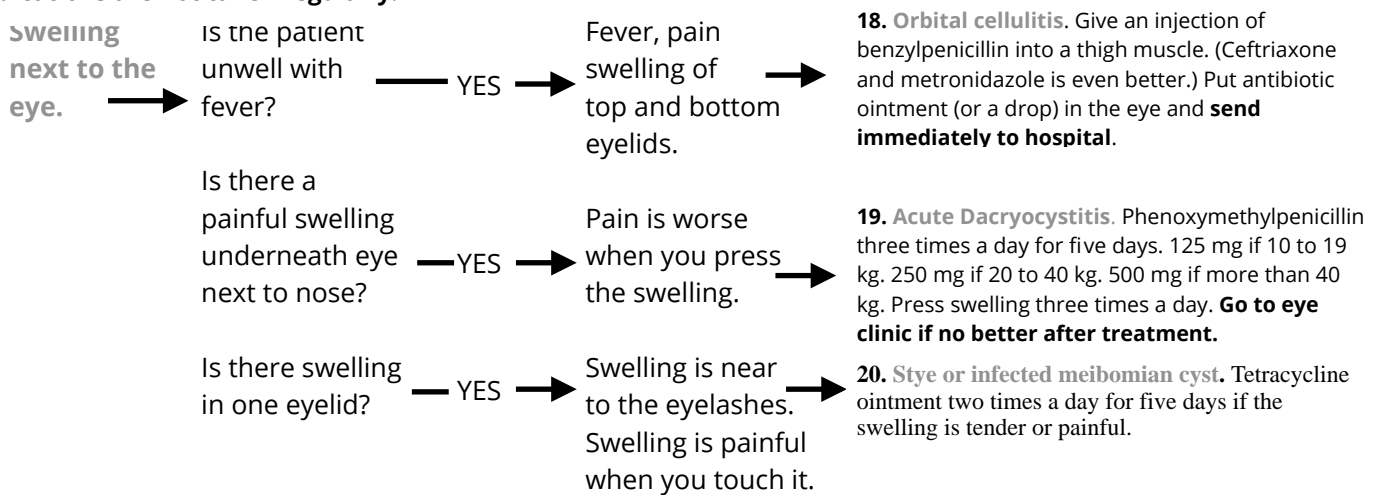 Swelling
next to the
eye.
Is the patient
unwell with
fever?
YES
Fever, pain
swelling of
top and bottom
eyelids.
18. Orbital cellulitis. Give an injection of
benzylpenicillin into a thigh muscle. (Ceftriaxone
and metronidazole is even better.) Put antibiotic
ointment (or a drop) in the eye and send
immediately to hospital.
Is there a
painful swelling
underneath eye
next to nose?
YES
Pain is worse
when you press
the swelling.
19. Acute Dacryocystitis. Phenoxymethylpenicillin
three times a day for five days. 125 mg if 10 to 19
kg. 250 mg if 20 to 40 kg. 500 mg if more than 40
kg. Press swelling three times a day. Go to eye
clinic if no better after treatment.
Is there swelling
in one eyelid?
YES
Swelling is near
to the eyelashes.
Swelling is painful
when you touch it.
20. Stye or infected meibomian cyst. Tetracycline
ointment two times a day for five days if the
swelling is tender or painful.